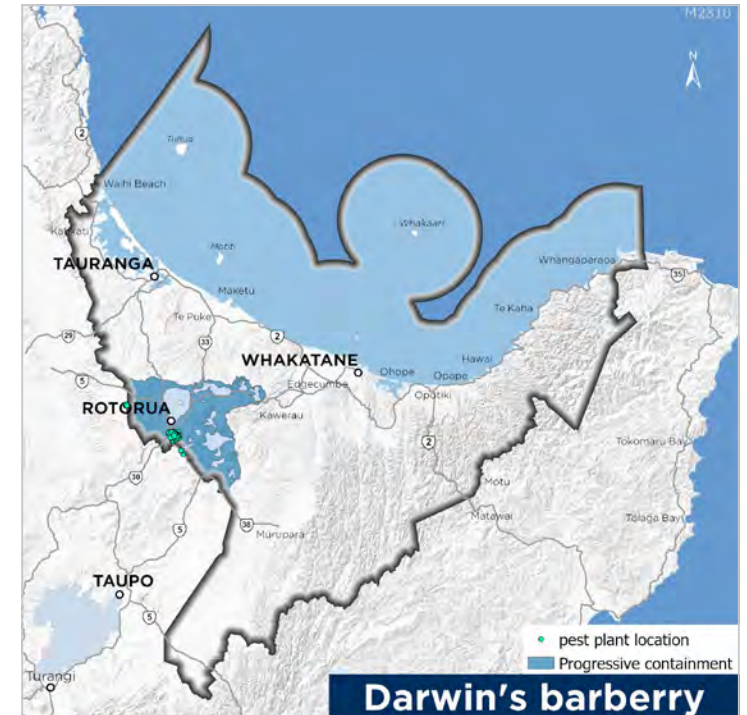 M2310
N
2
Tuhua
Waihi Beach
Katikati
Whakaari
Motiti
Whangaparaoa
TAURANGA
35
Maketu
Te Kaha
Te Puke
29
33
2
WHAKATANE
Hawai
Ohope
Opape
5
Edgecumbe
Opotiki
ROTORUA
Kawerau
2
Tokomaru Bay
30
Motu
5
38
Matawai
Tolaga Bay
Murupara
TAUPO
5
pest plant location
Progressive containment
Turangi
Darwin's barberry